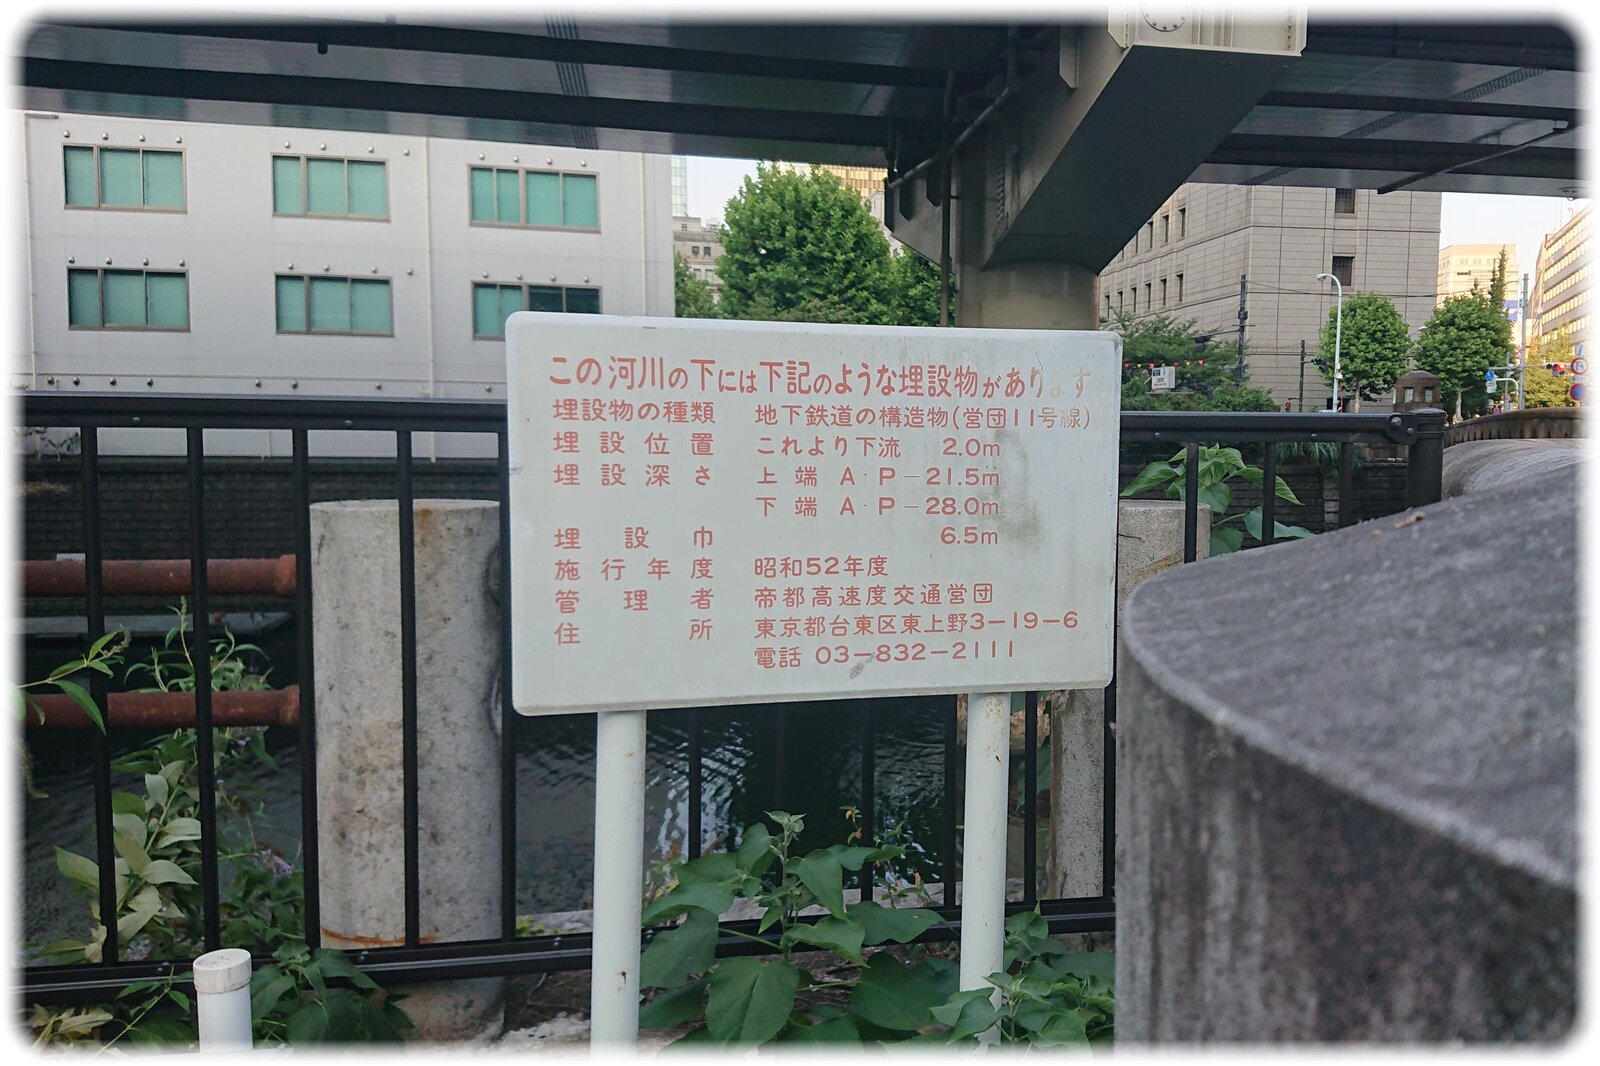 この河川の下には下記のような埋設物があります
埋設物の種類 地下鉄道の構造物(営団11号線)
埋設位置 これより下流 2.0m
埋設深さ 上端 A·P-21.5m
下端 A·P-28.0m
埋設巾 6.5m
施行年度 昭和52年度
管理者 帝都高速度交通営団
住所 東京都台東区東上野3-19-6
電話 03-832-2111